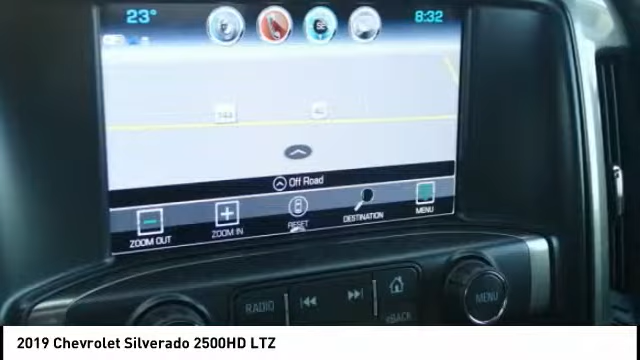 23°
8:32
Off Road
ZOOM OUT
ZOOM IN
RESET
DESTINATION
MENU
RADIO
MENU
BACK
2019 Chevrolet Silverado 2500HD LTZ